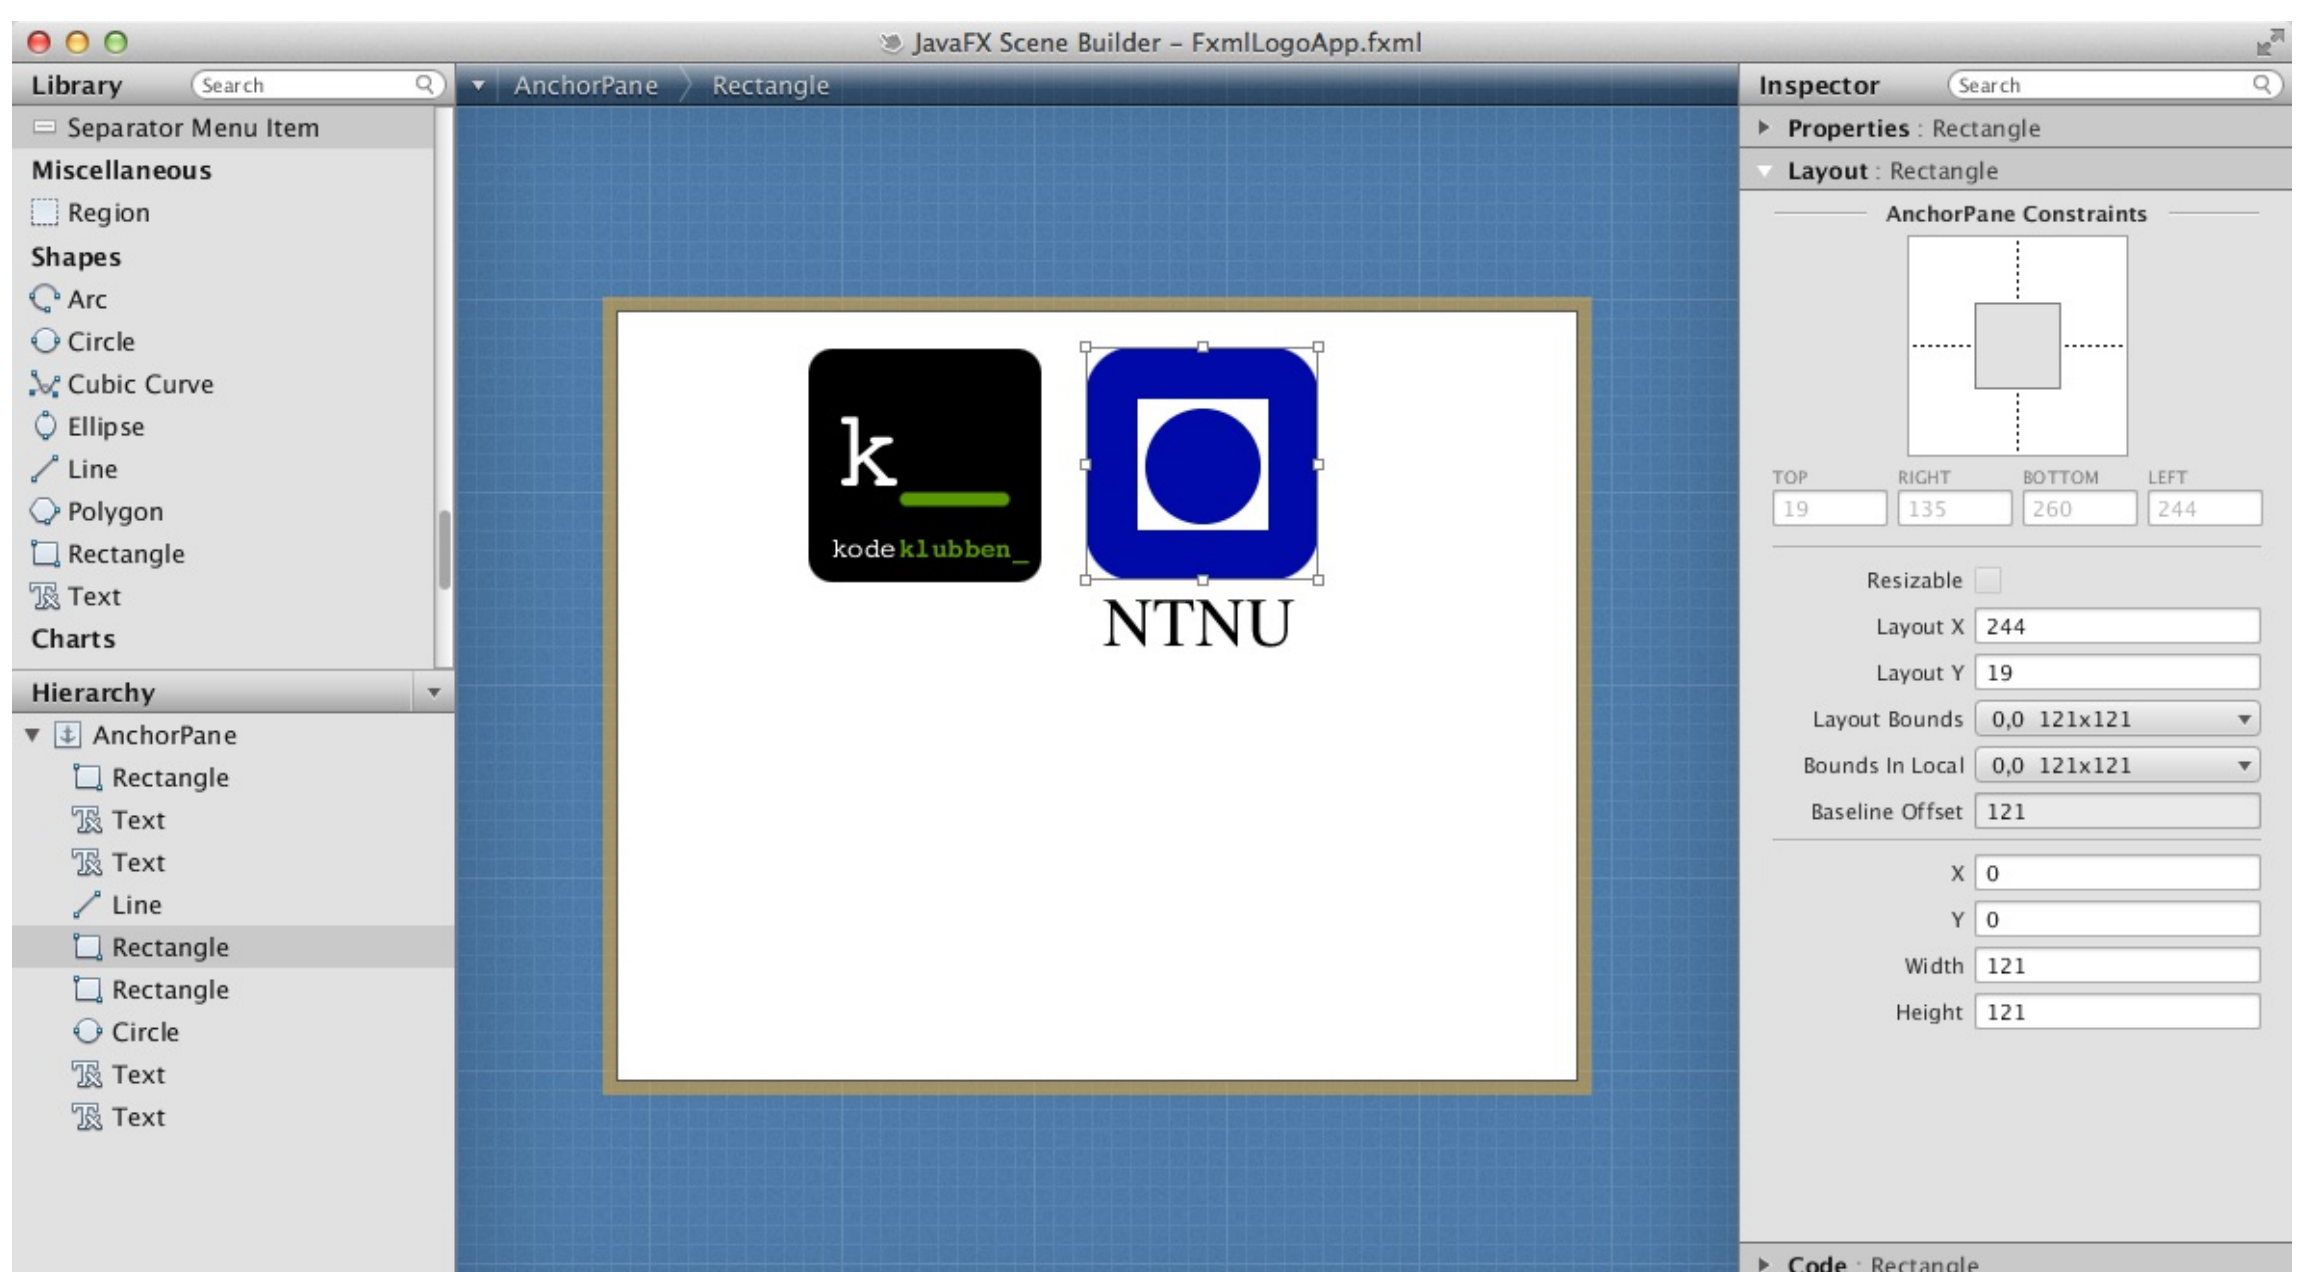 JavaFX Scene Builder – FxmlLogoApp.fxml
Library
Search
Separator Menu Item
Miscellaneous
Region
Shapes
Arc
Circle
Cubic Curve
Ellipse
Line
Polygon
Rectangle
Text
Charts
Hierarchy
AnchorPane
Rectangle
Text
Text
Line
Rectangle
Rectangle
Circle
Text
Text
AnchorPane Rectangle
k_
kodeklubben_
NTNU
Inspector
Search
Properties : Rectangle
Layout : Rectangle
AnchorPane Constraints
TOP RIGHT BOTTOM LEFT
19 135 260 244
Resizable
Layout X 244
Layout Y 19
Layout Bounds 0,0 121x121
Bounds In Local 0,0 121x121
Baseline Offset 121
X 0
Y 0
Width 121
Height 121
Code : Rectangle